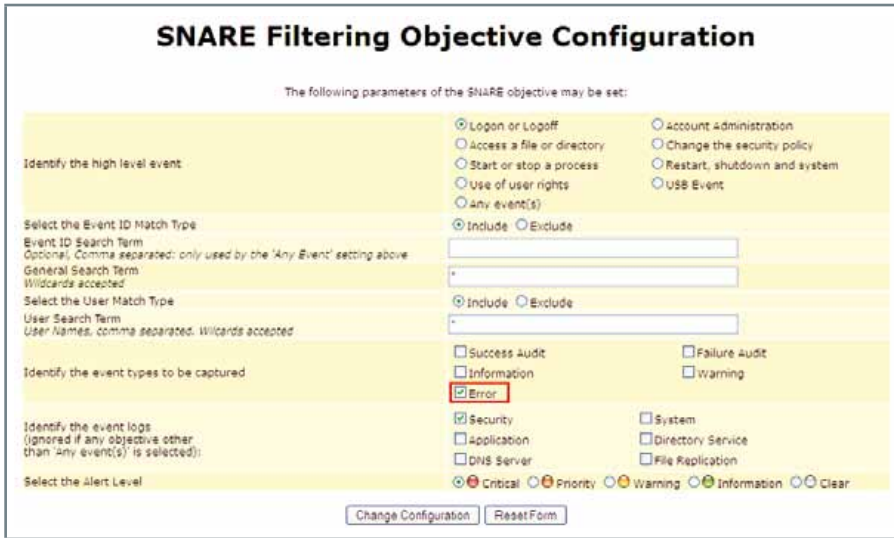 SNARE Filtering Objective Configuration
The following parameters of the SNARE objective may be set:
Identify the high level event
Logon or Logoff
Account Administration
Access a file or directory
Change the security policy
Start or stop a process
Restart, shutdown and system
Use of user rights
USB Event
Any event(s)
Select the Event ID Match Type
Include
Exclude
Event ID Search Term
Optional, Comma separated: only used by the 'Any Event' setting above
General Search Term
Wildcards accepted
*
Select the User Match Type
Include
Exclude
User Search Term
User Names, comma separated. Wilcards accepted
*
Identify the event types to be captured
Success Audit
Failure Audit
Information
Warning
Error
Identify the event logs
(ignored if any objective other
than 'Any event(s)' is selected):
Security
System
Application
Directory Service
DNS Server
File Replication
Select the Alert Level
Critical
Priority
Warning
Information
Clear
Change Configuration
Reset Form